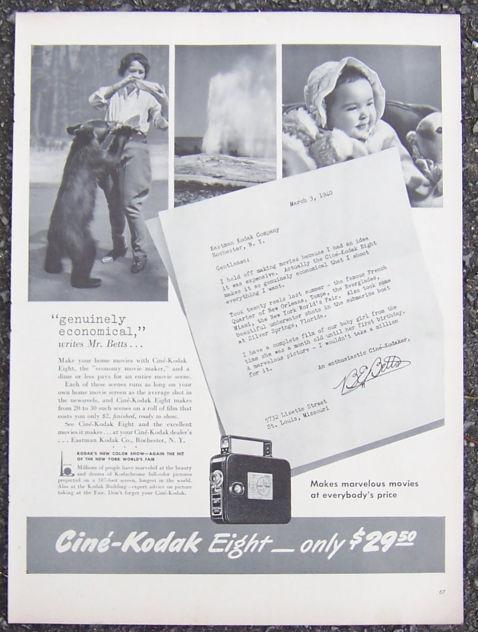 March 3, 1940
Eastman Kodak Company
Rochester, N. Y.
Gentlemen:
I held off making movies because I had an idea
it was expensive. Actually the Ciné-Kodak Eight
makes it so genuinely economical that I shoot
everything I want.
Took twenty reels last summer - the famous French
Quarter of New Orleans, Tampa, the Everglades,
Miami, the New York World's Fair. Also took some
beautiful underwater shots in the submarine boat
at Silver Springs, Florida.
I have a complete film of our baby girl from the
time she was a month old until her first birthday.
A marvelous picture - I wouldn't take a million
for it.
An enthusiastic Ciné-Kodaker,
B E Betts
5732 Lisette Street
St. Louis, Missouri
"genuinely
economical,"
writes Mr. Betts...
Make your home movies with Ciné-Kodak
Eight, the "economy movie maker," and a
dime or less pays for an entire movie scene.
Each of these scenes runs as long on your
own home movie screen as the average shot in
the newsreels, and Ciné-Kodak Eight makes
from 20 to 30 such scenes on a roll of film that
costs you only $2, finished, ready to show.
See Ciné-Kodak Eight and the excellent
movies it makes...at your Ciné-Kodak dealer's
... Eastman Kodak Co., Rochester, N. Y.
KODAK'S NEW COLOR SHOW—AGAIN THE HIT
OF THE NEW YORK WORLD'S FAIR
Millions of people have marveled at the beauty
and drama of Kodachrome full-color pictures
projected on a 187-foot screen, longest in the world.
Also at the Kodak Building—expert advice on picture
taking at the Fair. Don't forget your Ciné-Kodak.
Makes marvelous movies
at everybody's price
Ciné-Kodak Eight — only $29.50
67